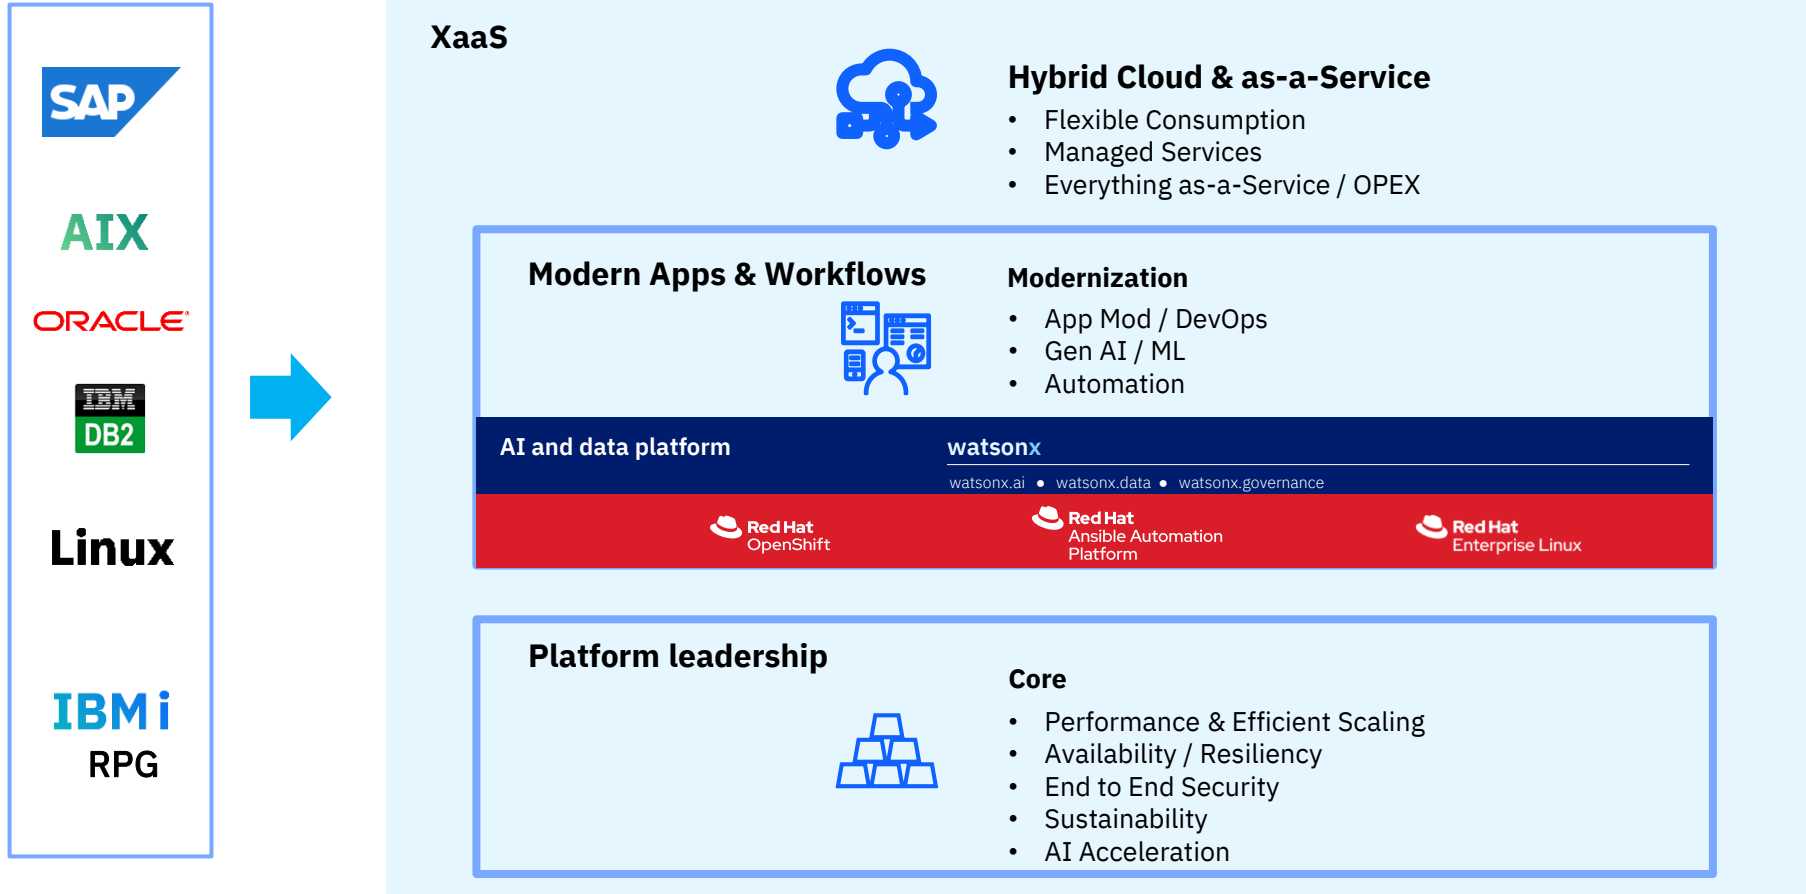 SAP
AIX
ORACLE
IBM
DB2
Linux
IBM i
RPG
XaaS
Hybrid Cloud & as-a-Service
• Flexible Consumption
• Managed Services
• Everything as-a-Service / OPEX
Modern Apps & Workflows
Modernization
• App Mod / DevOps
• Gen AI / ML
• Automation
AI and data platform
watsonx
watsonx.ai ● watsonx.data ● watsonx.governance
Red Hat
OpenShift
Red Hat
Ansible Automation
Platform
Red Hat
Enterprise Linux
Platform leadership
Core
• Performance & Efficient Scaling
• Availability / Resiliency
• End to End Security
• Sustainability
• AI Acceleration